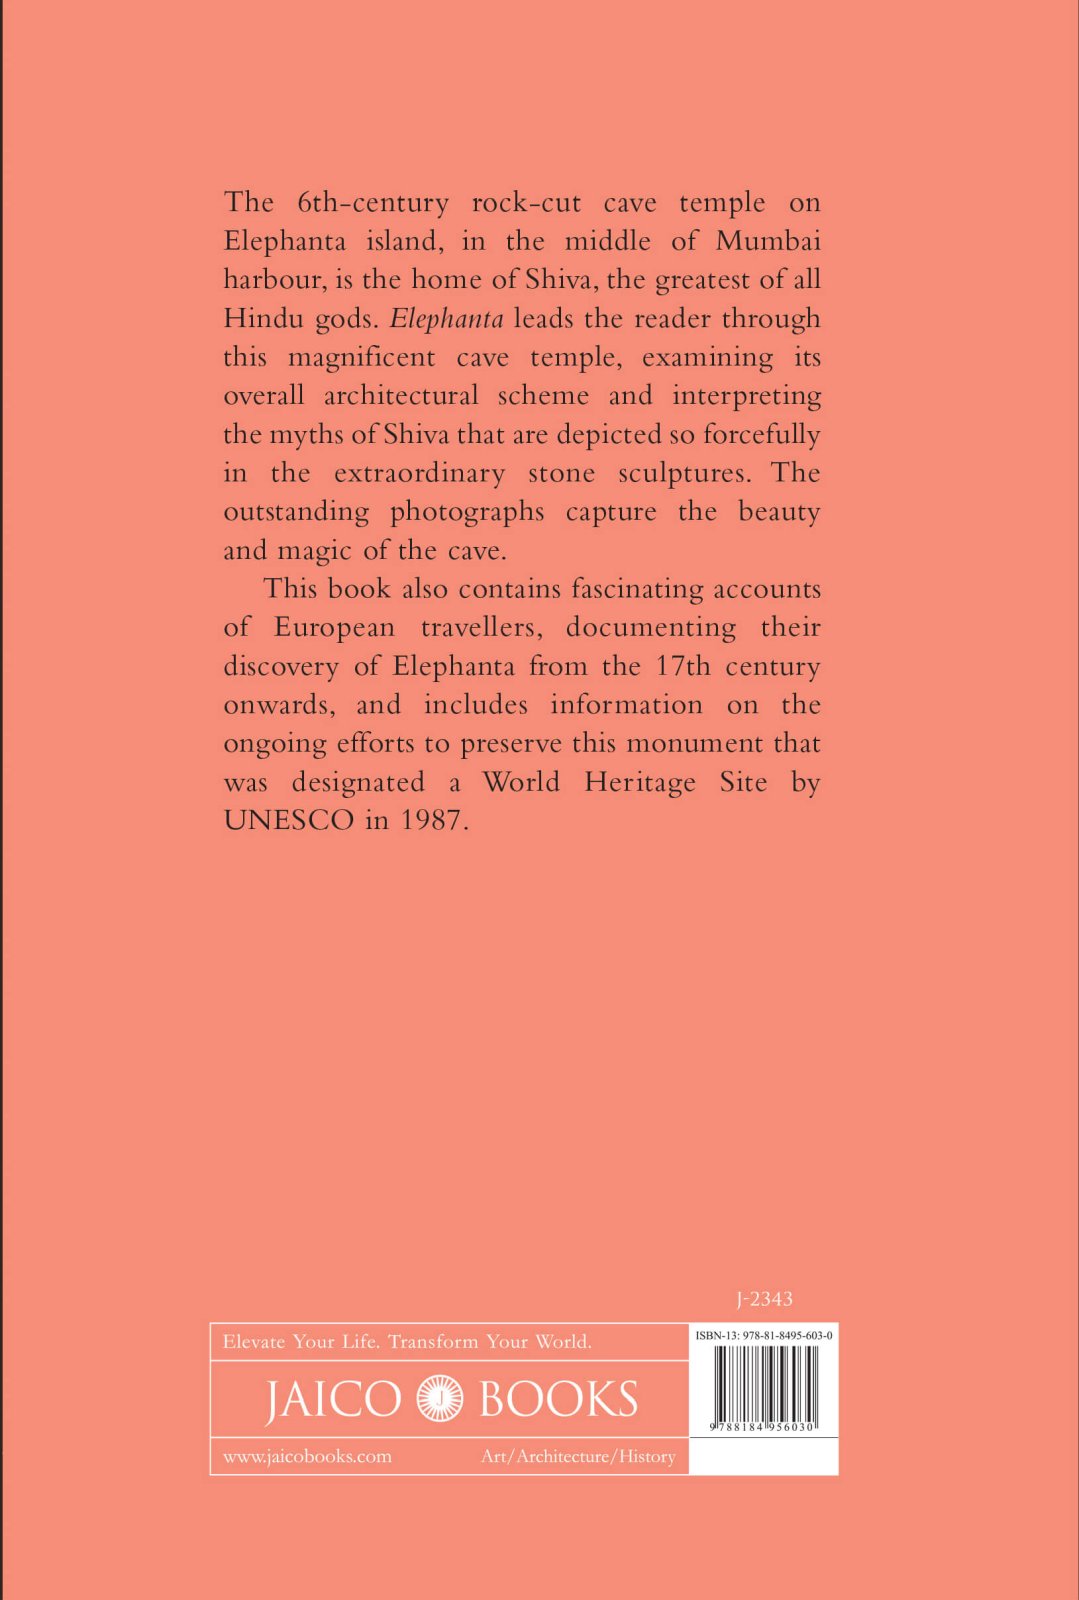 The 6th-century rock-cut cave temple on
Elephanta island, in the middle of Mumbai
harbour, is the home of Shiva, the greatest of all
Hindu gods. Elephanta leads the reader through
this magnificent cave temple, examining its
overall architectural scheme and interpreting
the myths of Shiva that are depicted so forcefully
in the extraordinary stone sculptures. The
outstanding photographs capture the beauty
and magic of the cave.
This book also contains fascinating accounts
of European travellers, documenting their
discovery of Elephanta from the 17th century
onwards, and includes information on the
ongoing efforts to preserve this monument that
was designated a World Heritage Site by
UNESCO in 1987.
J-2343
Elevate Your Life. Transform Your World.
JAICO J BOOKS
www.jaicobooks.com Art/Architecture/History
ISBN-13: 978-81-8495-603-0
9 788184 956030